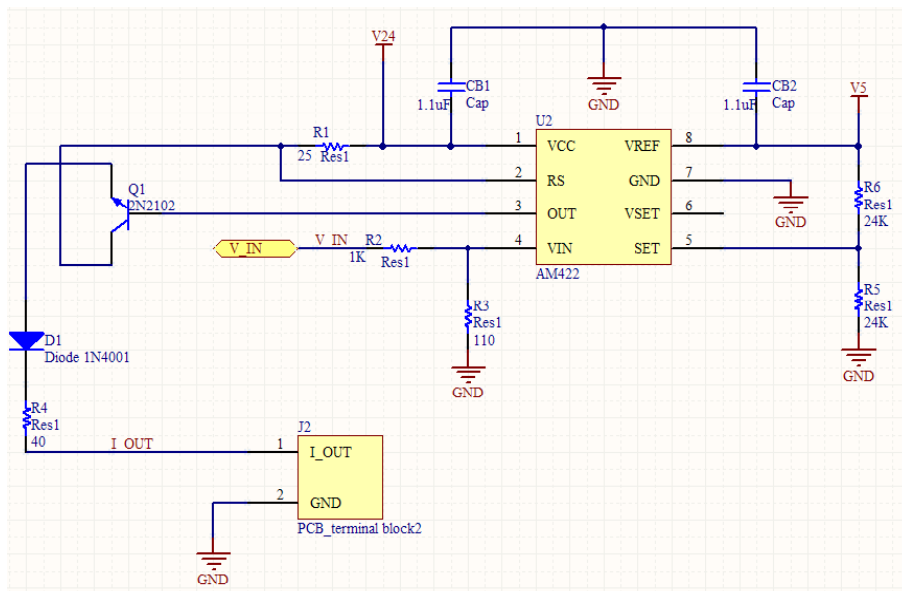 V24
CB1
1.1uF
Cap
GND
CB2
1.1uF
Cap
V5
U2
R1
25
Res1
1
VCC
VREF
8
2
RS
GND
7
3
OUT
VSET
6
4
VIN
SET
5
AM422
GND
R6
Res1
24K
Q1
2N2102
V_IN
V_IN
R2
1K
Res1
R3
Res1
110
GND
R5
Res1
24K
GND
D1
Diode 1N4001
R4
Res1
40
I_OUT
J2
1
I_OUT
2
GND
PCB_terminal block2
GND